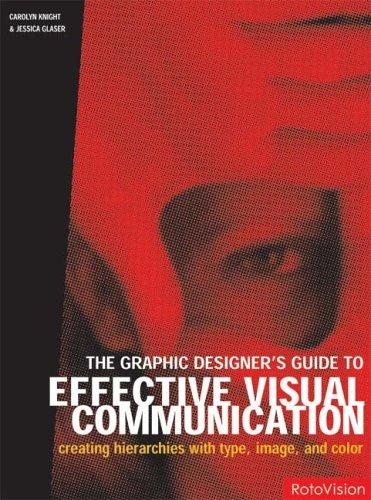 CAROLYN KNIGHT
& JESSICA GLASER
THE GRAPHIC DESIGNER'S GUIDE TO
EFFECTIVE VISUAL
COMMUNICATION
creating hierarchies with type, image, and color
RotoVision